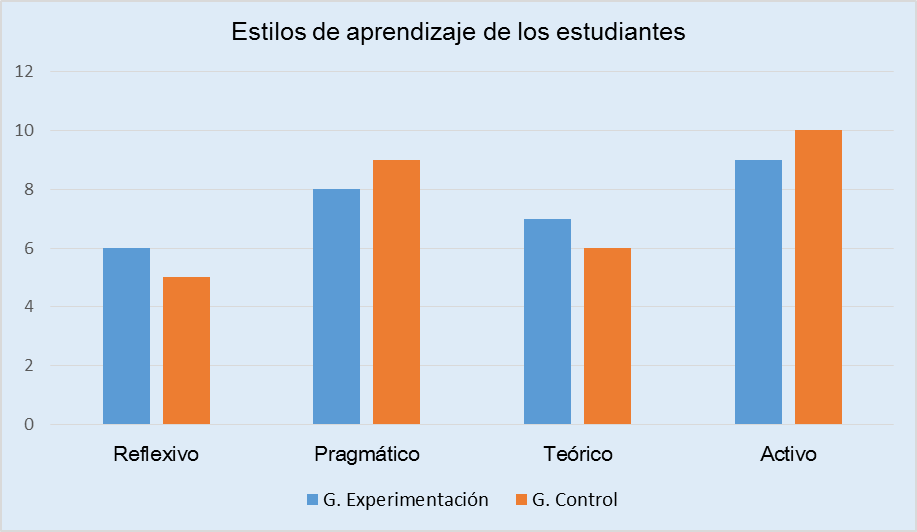 Estilos de aprendizaje de los estudiantes
12
10
8
6
4
2
0
Reflexivo Pragmático Teórico Activo
G. Experimentación G. Control